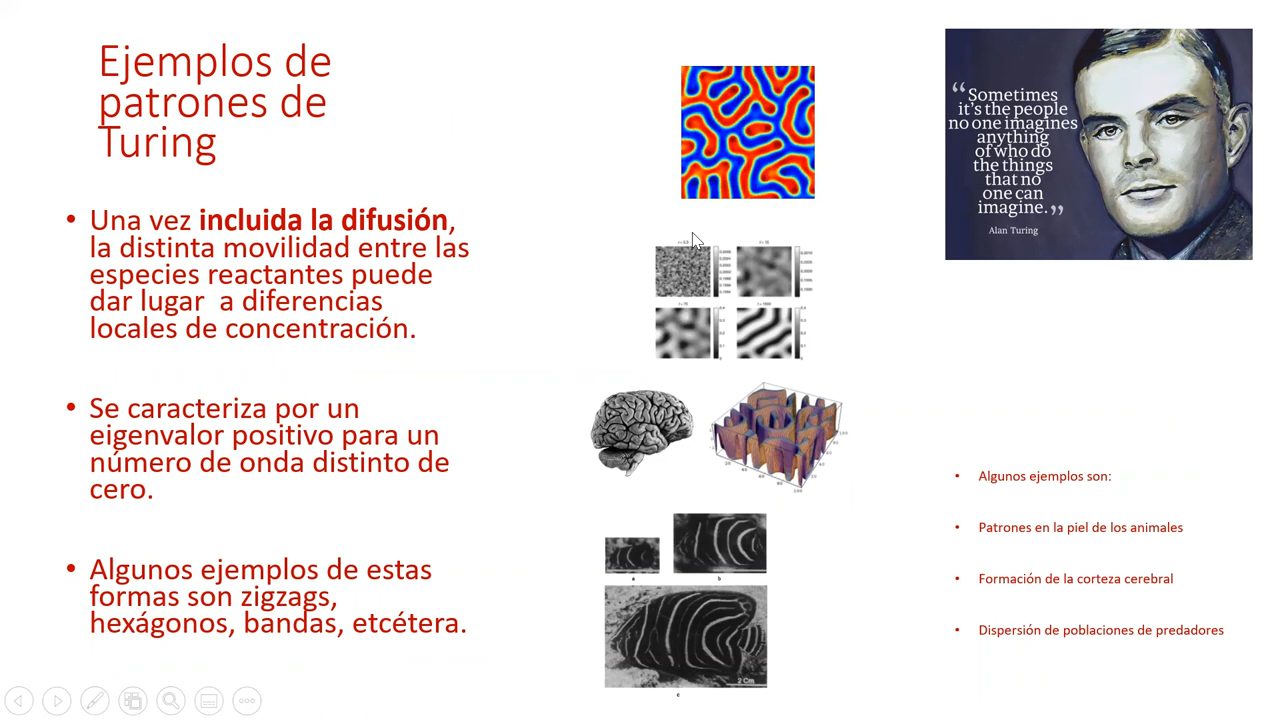 Ejemplos de
patrones de
Turing
• Una vez incluida la difusión,
la distinta movilidad entre las
especies reactantes puede
dar lugar a diferencias
locales de concentración.
• Se caracteriza por un
eigenvalor positivo para un
número de onda distinto de
cero.
• Algunos ejemplos de estas
formas son zigzags,
hexágonos, bandas, etcétera.
a
b
2 Cm
c
“Sometimes
it's the people
no one imagines
anything
of who do
the things
that no
one can
imagine.”
Alan Turing
• Algunos ejemplos son:
• Patrones en la piel de los animales
• Formación de la corteza cerebral
• Dispersión de poblaciones de predadores